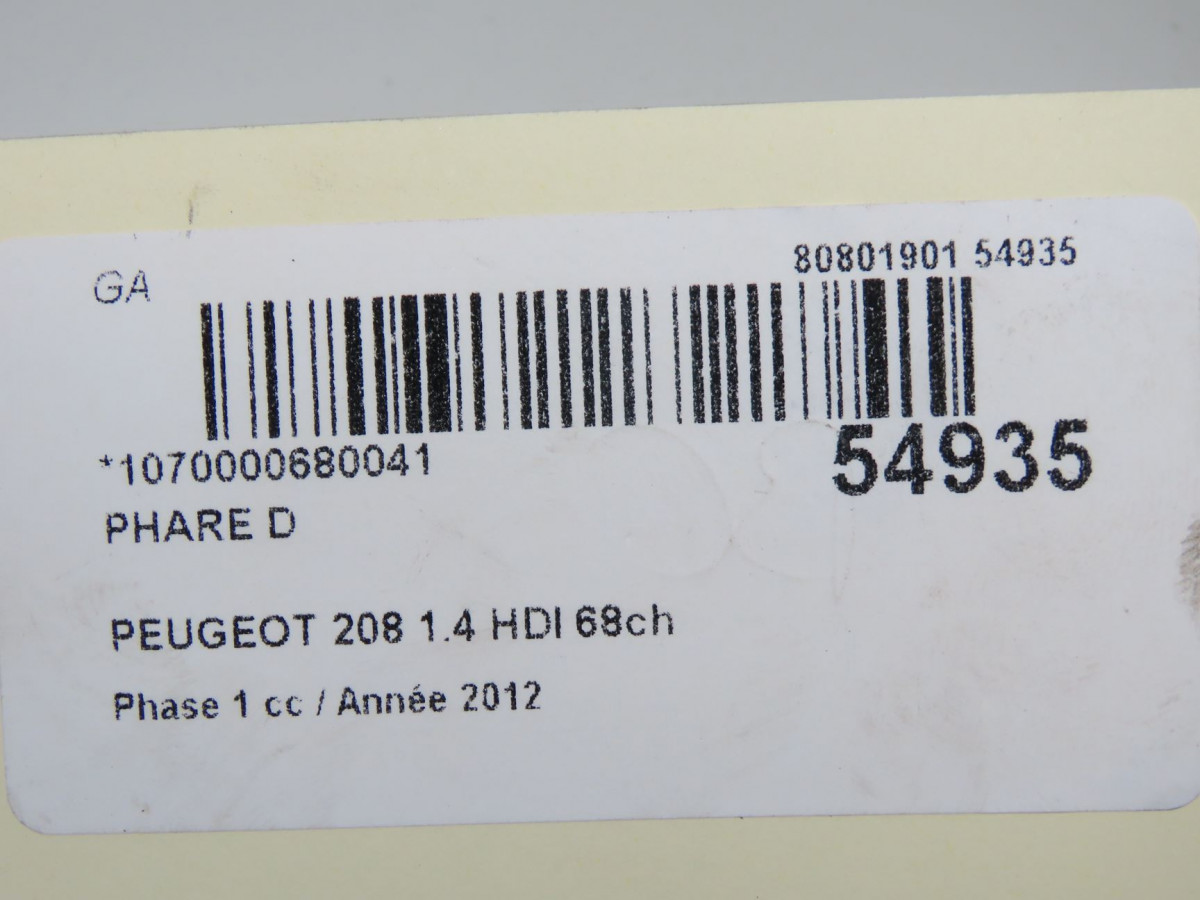 GA
80801901 54935
*1070000680041
54935
PHARE D
PEUGEOT 208 1.4 HDI 68ch
Phase 1 cc / Année 2012